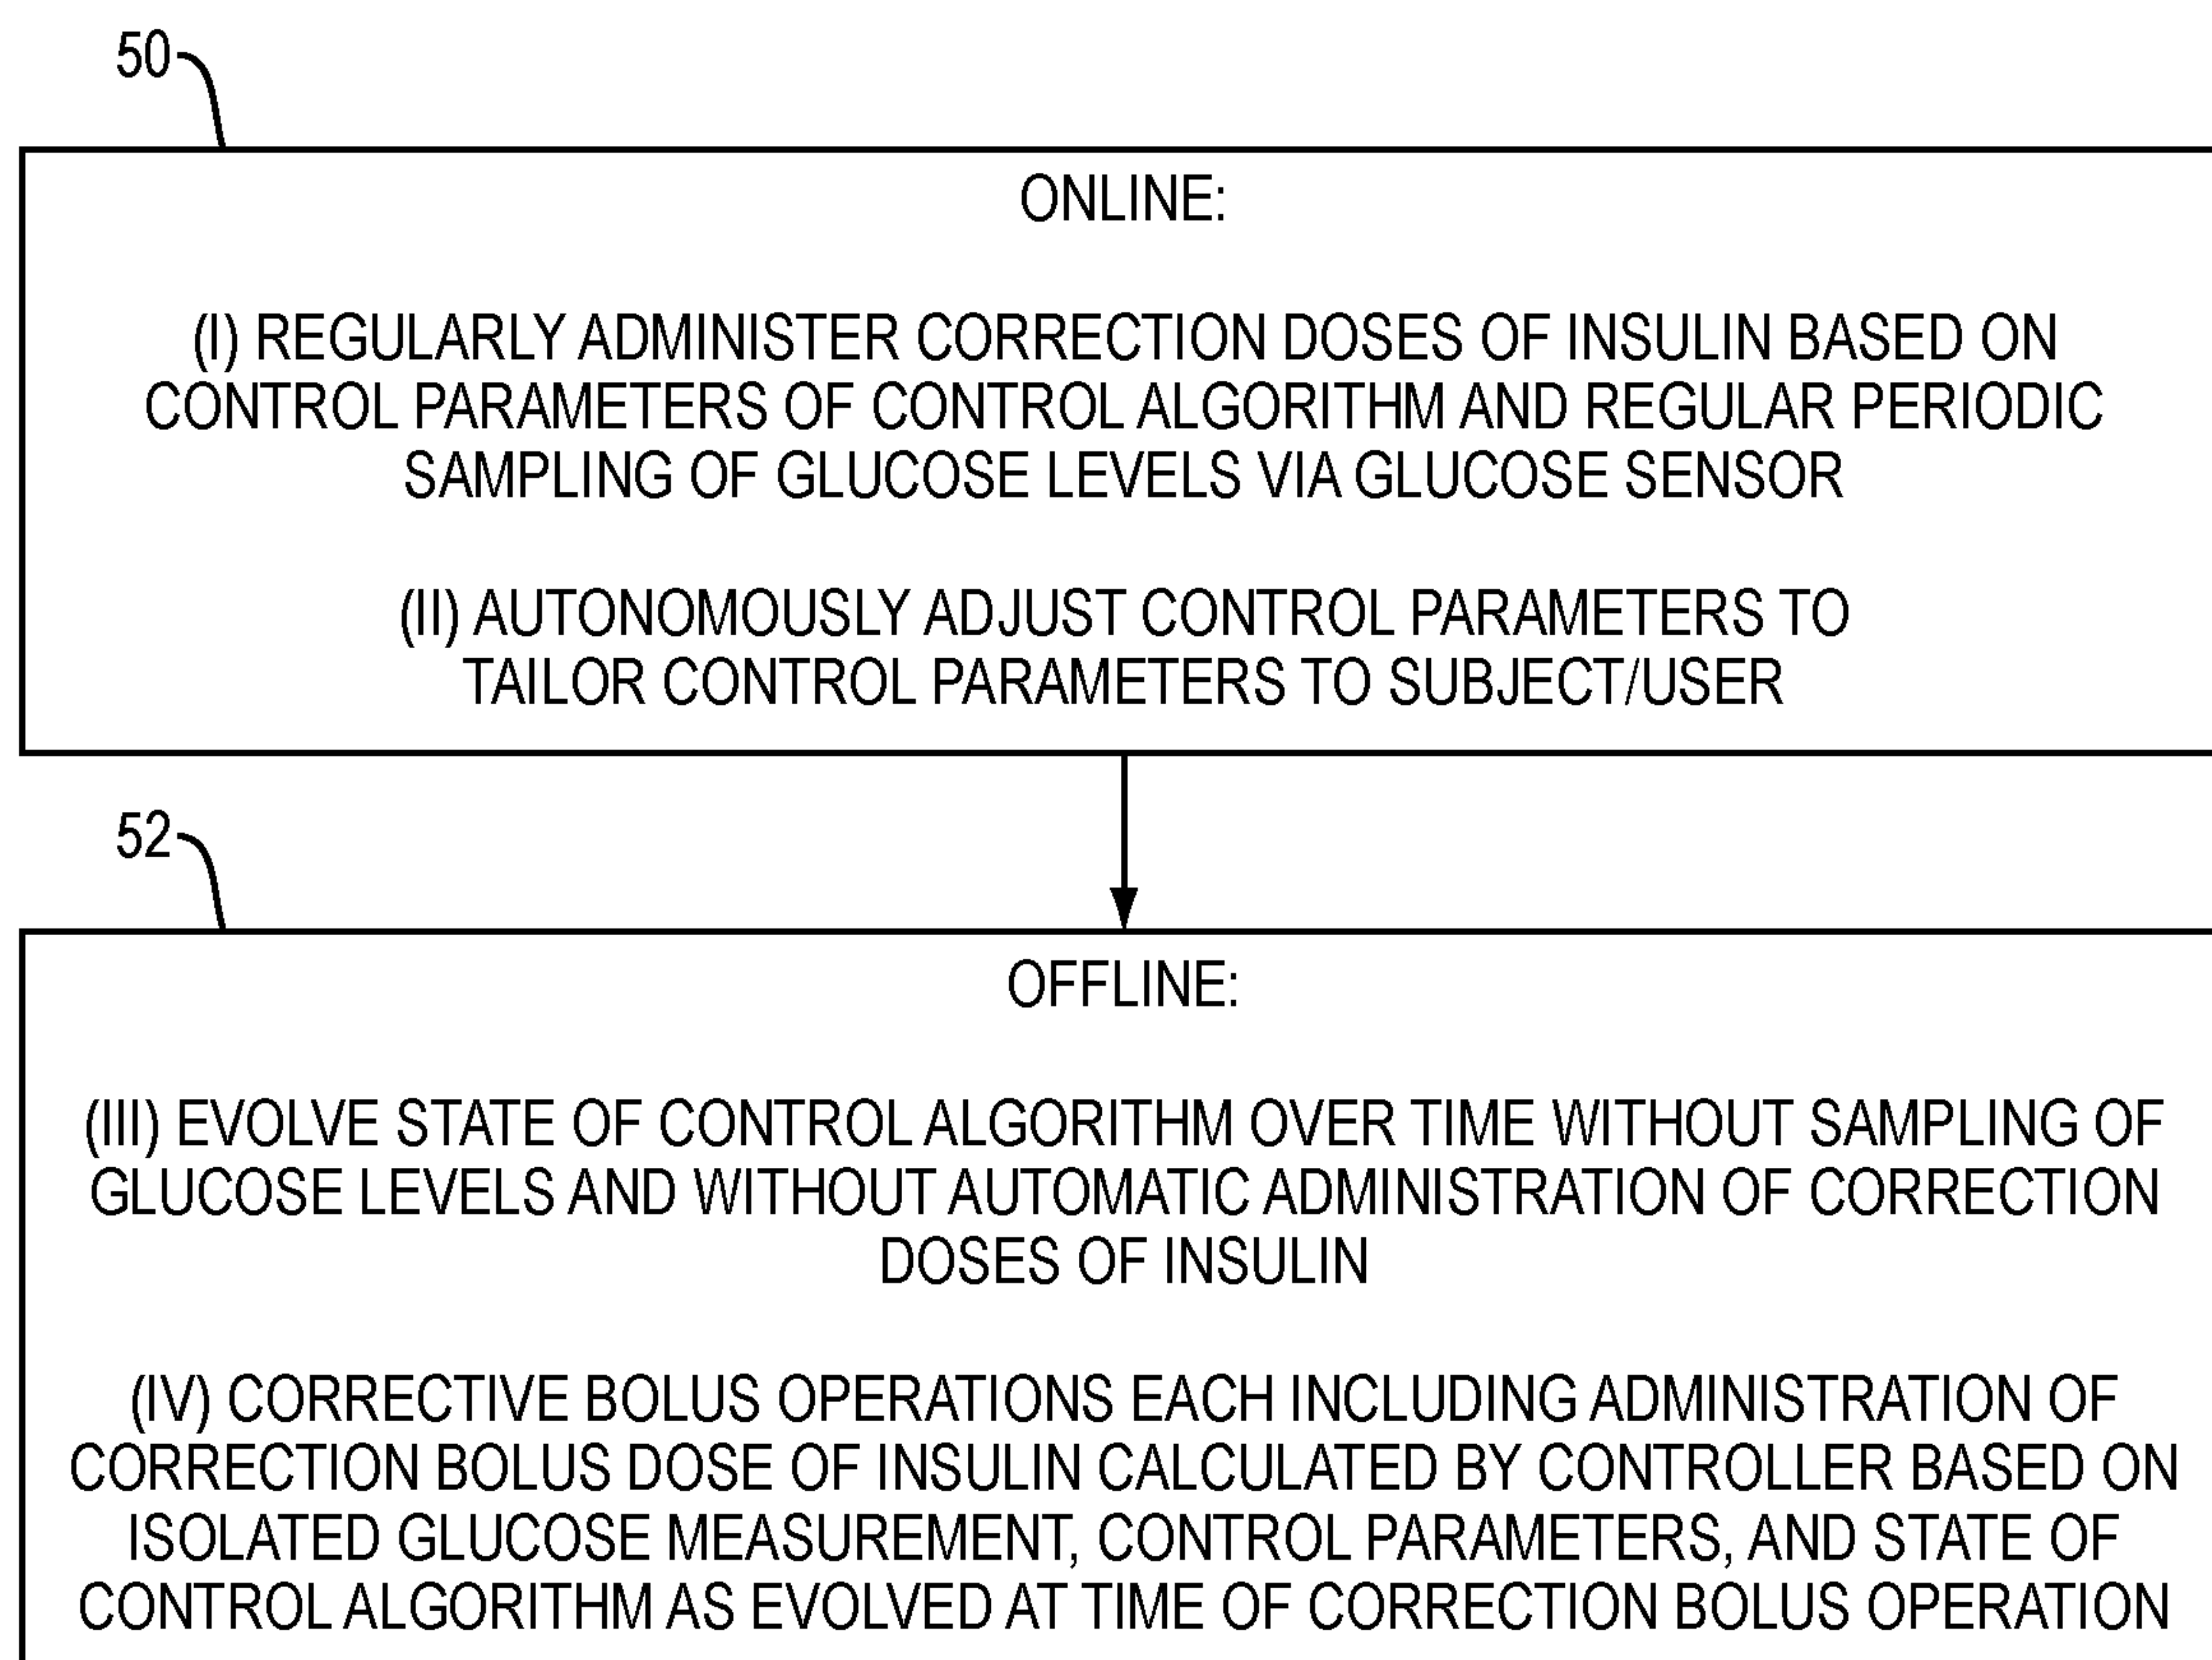 50
ONLINE:
(I) REGULARLY ADMINISTER CORRECTION DOSES OF INSULIN BASED ON
CONTROL PARAMETERS OF CONTROL ALGORITHM AND REGULAR PERIODIC
SAMPLING OF GLUCOSE LEVELS VIA GLUCOSE SENSOR
(II) AUTONOMOUSLY ADJUST CONTROL PARAMETERS TO
TAILOR CONTROL PARAMETERS TO SUBJECT/USER
52
OFFLINE:
(III) EVOLVE STATE OF CONTROL ALGORITHM OVER TIME WITHOUT SAMPLING OF
GLUCOSE LEVELS AND WITHOUT AUTOMATIC ADMINISTRATION OF CORRECTION
DOSES OF INSULIN
(IV) CORRECTIVE BOLUS OPERATIONS EACH INCLUDING ADMINISTRATION OF
CORRECTION BOLUS DOSE OF INSULIN CALCULATED BY CONTROLLER BASED ON
ISOLATED GLUCOSE MEASUREMENT, CONTROL PARAMETERS, AND STATE OF
CONTROL ALGORITHM AS EVOLVED AT TIME OF CORRECTION BOLUS OPERATION